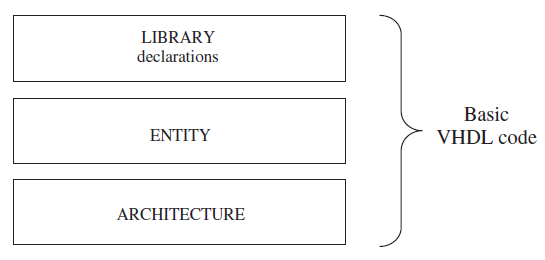 LIBRARY
declarations
ENTITY
ARCHITECTURE
Basic
VHDL code